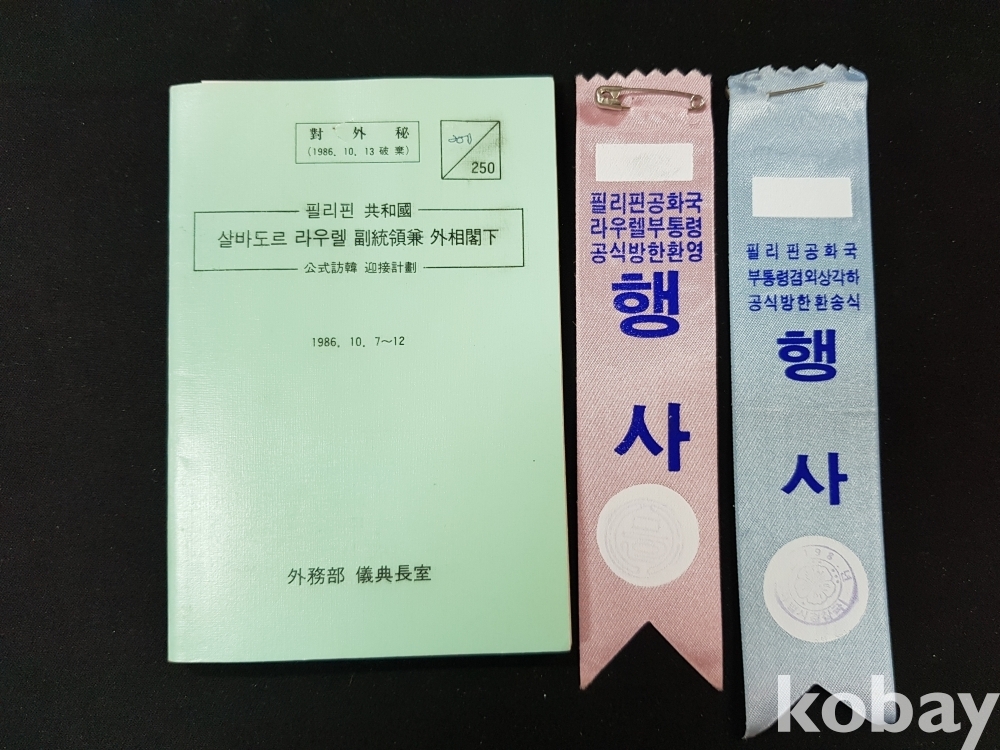 對 外 秘
(1986. 10. 13 破 棄)
250
필리핀 共和國
살바도르 라우렐 副統領兼 外相閣下
公式訪韓 迎接計劃
1986. 10. 7~12
外務部 儀典長室
필리핀공화국
라우렐부통령
공식방한환영
행
사
필리핀공화국
부통령겸외상각하
공식방한환송식
행
사
kobay